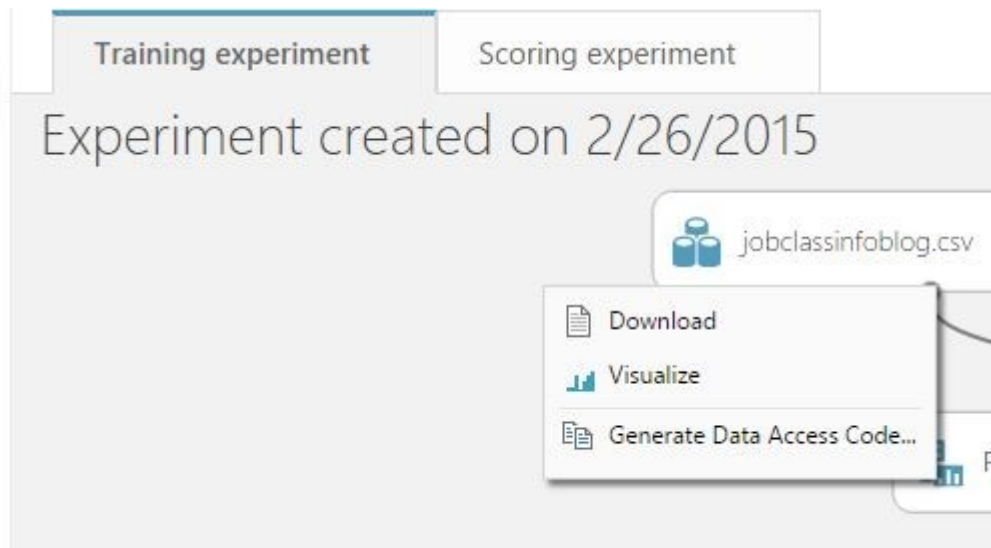 Training experiment
Scoring experiment
Experiment created on 2/26/2015
jobclassinfoblog.csv
Download
Visualize
Generate Data Access Code...